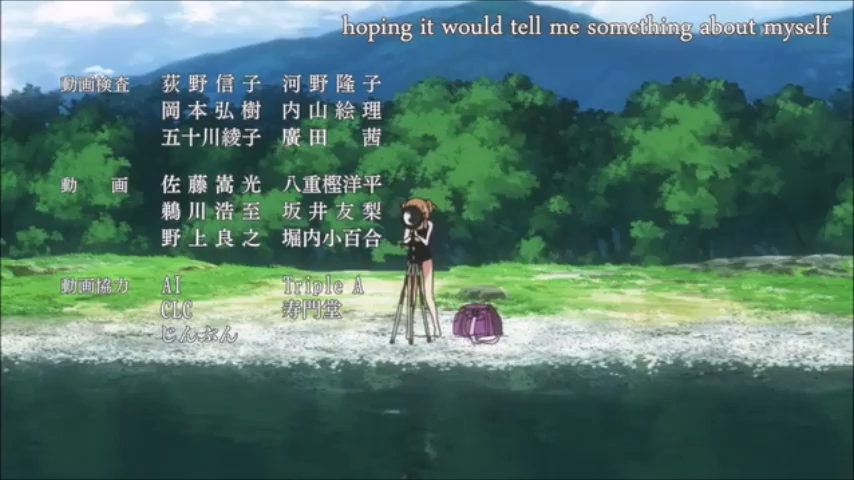 hoping it would tell me something about myself
動画検査 荻野信子 河野隆子
岡本弘樹 内山絵理
五十川綾子 廣田 茜
動 画 佐藤嵩光 八重樫洋平
鵜川浩至 坂井友梨
野上良之 堀内小百合
動画協力 AI Triple A
CLC 寿門堂
じんぷん